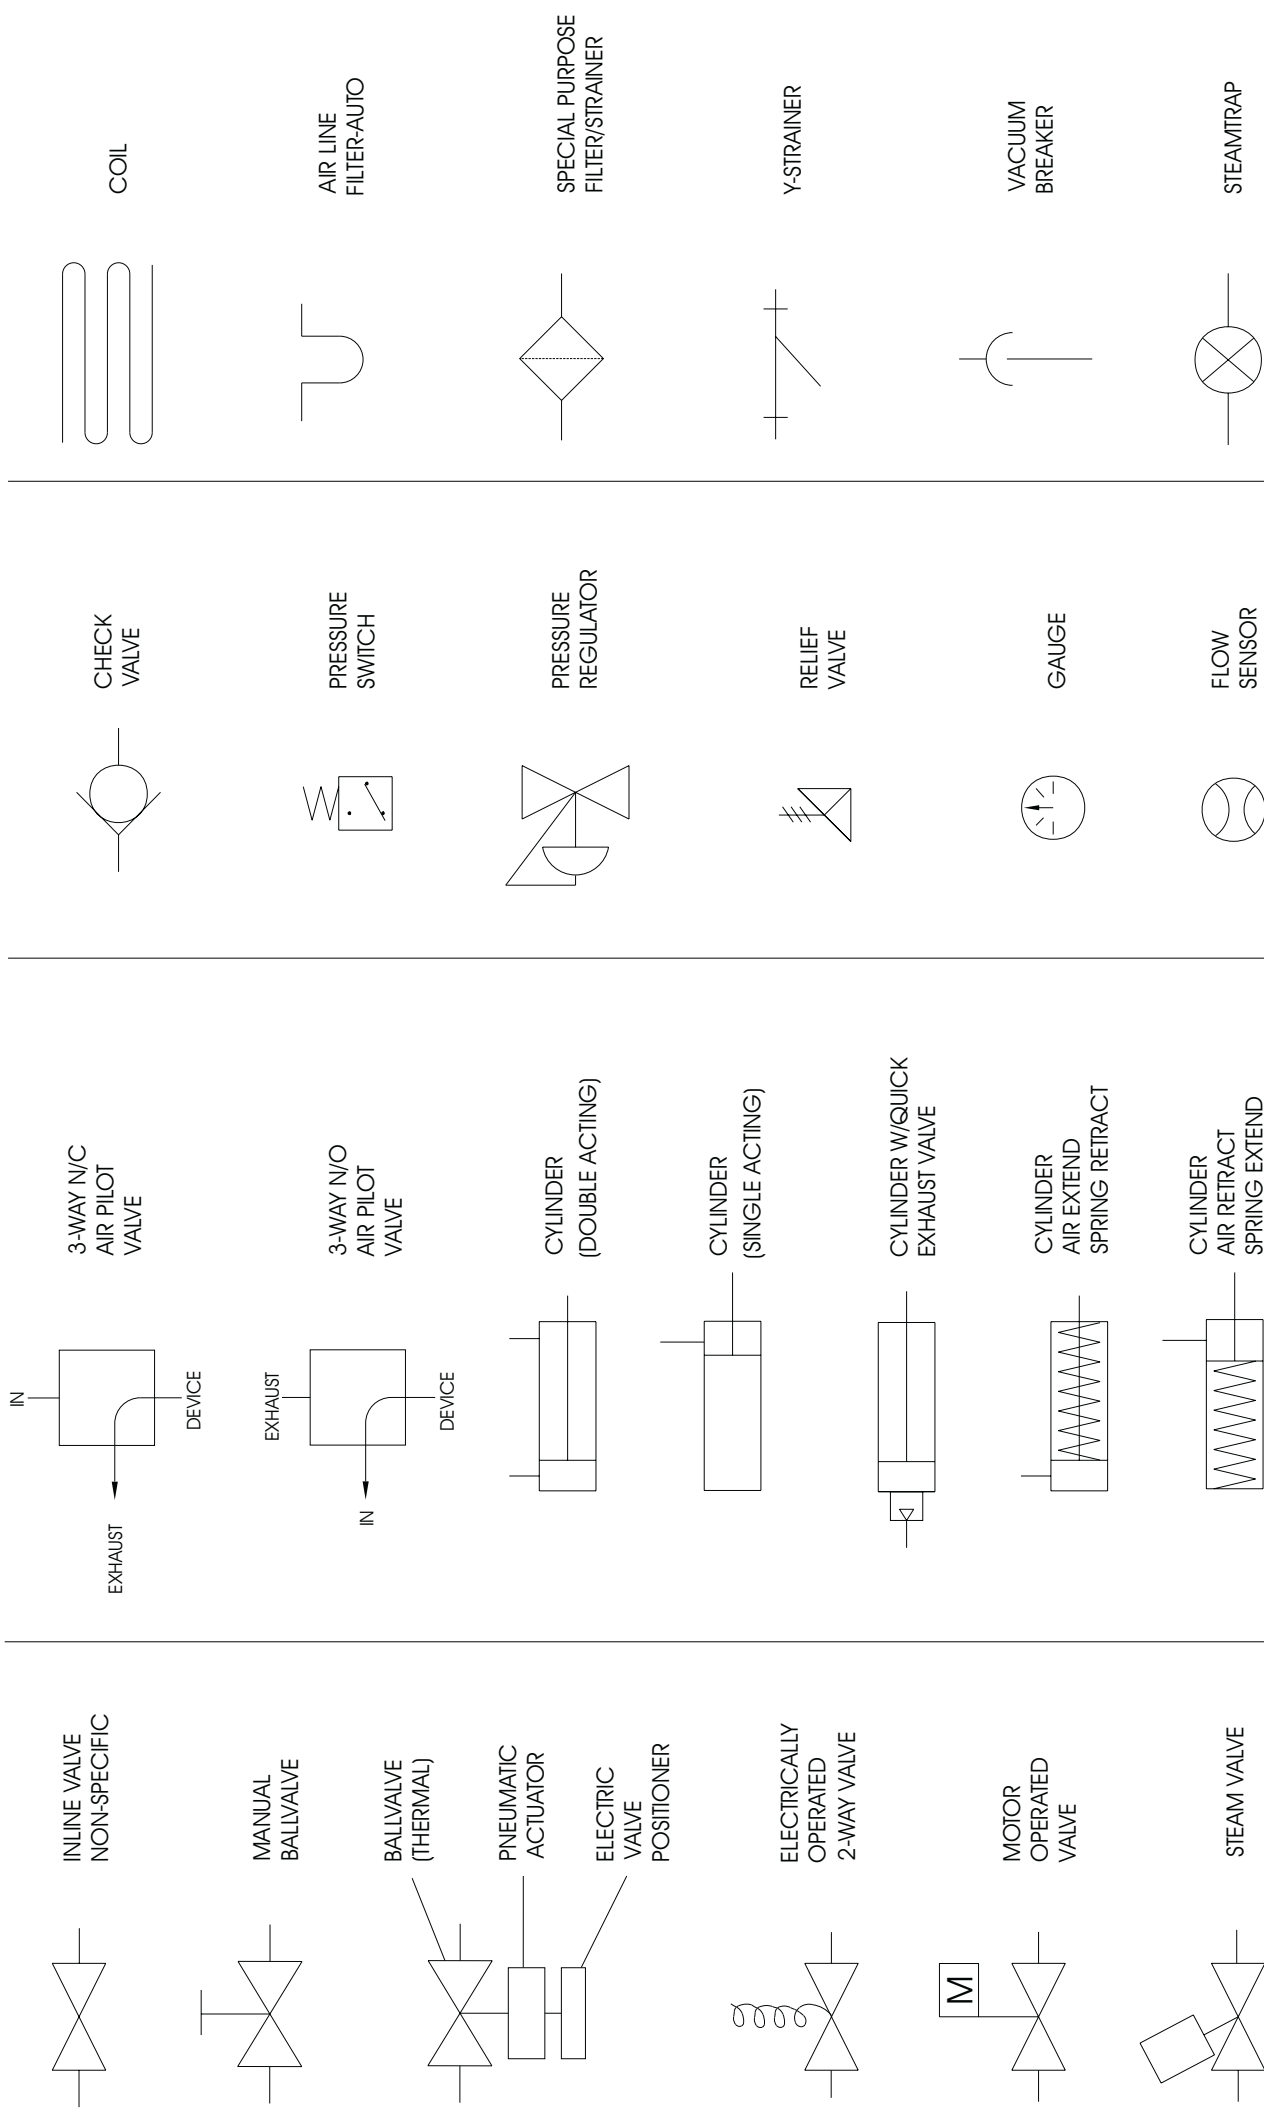 INLINE VALVE
NON-SPECIFIC
MANUAL
BALLVALVE
BALLVALVE
(THERMAL)
PNEUMATIC
ACTUATOR
ELECTRIC
VALVE
POSITIONER
ELECTRICALLY
OPERATED
2-WAY VALVE
M
MOTOR
OPERATED
VALVE
STEAM VALVE
IN
EXHAUST
DEVICE
3-WAY N/C
AIR PILOT
VALVE
EXHAUST
IN
DEVICE
3-WAY N/O
AIR PILOT
VALVE
CYLINDER
(DOUBLE ACTING)
CYLINDER
(SINGLE ACTING)
CYLINDER W/QUICK
EXHAUST VALVE
CYLINDER
AIR EXTEND
SPRING RETRACT
CYLINDER
AIR RETRACT
SPRING EXTEND
CHECK
VALVE
PRESSURE
SWITCH
PRESSURE
REGULATOR
RELIEF
VALVE
GAUGE
FLOW
SENSOR
COIL
AIR LINE
FILTER-AUTO
SPECIAL PURPOSE
FILTER/STRAINER
Y-STRAINER
VACUUM
BREAKER
STEAMTRAP